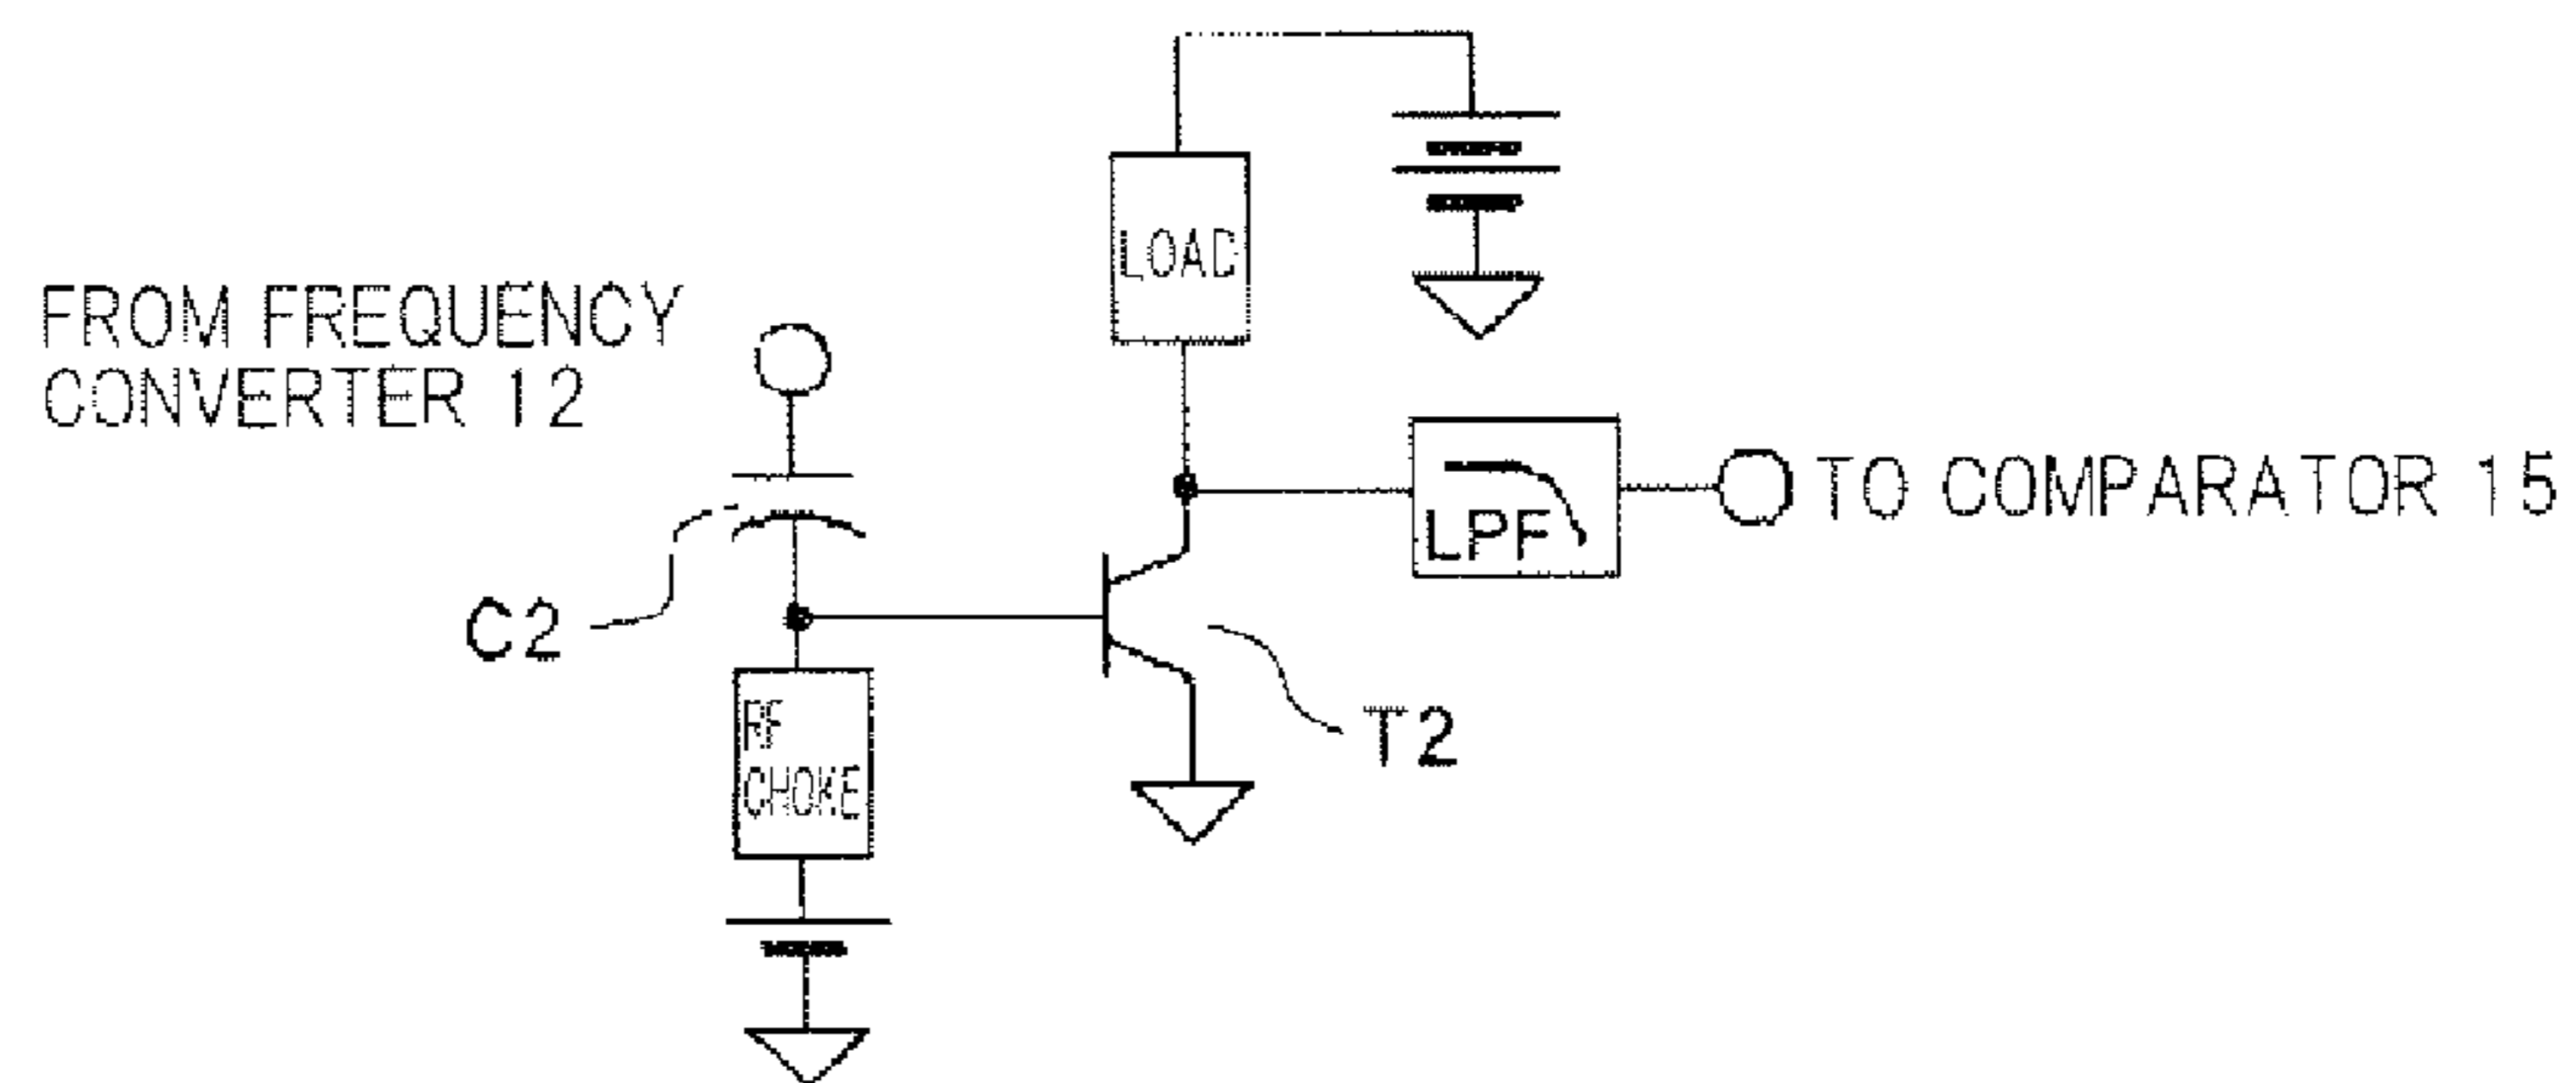 LOAD
FROM FREQUENCY
CONVERTER 12
LPF
TO COMPARATOR 15
C2
RF
CHOKE
T2